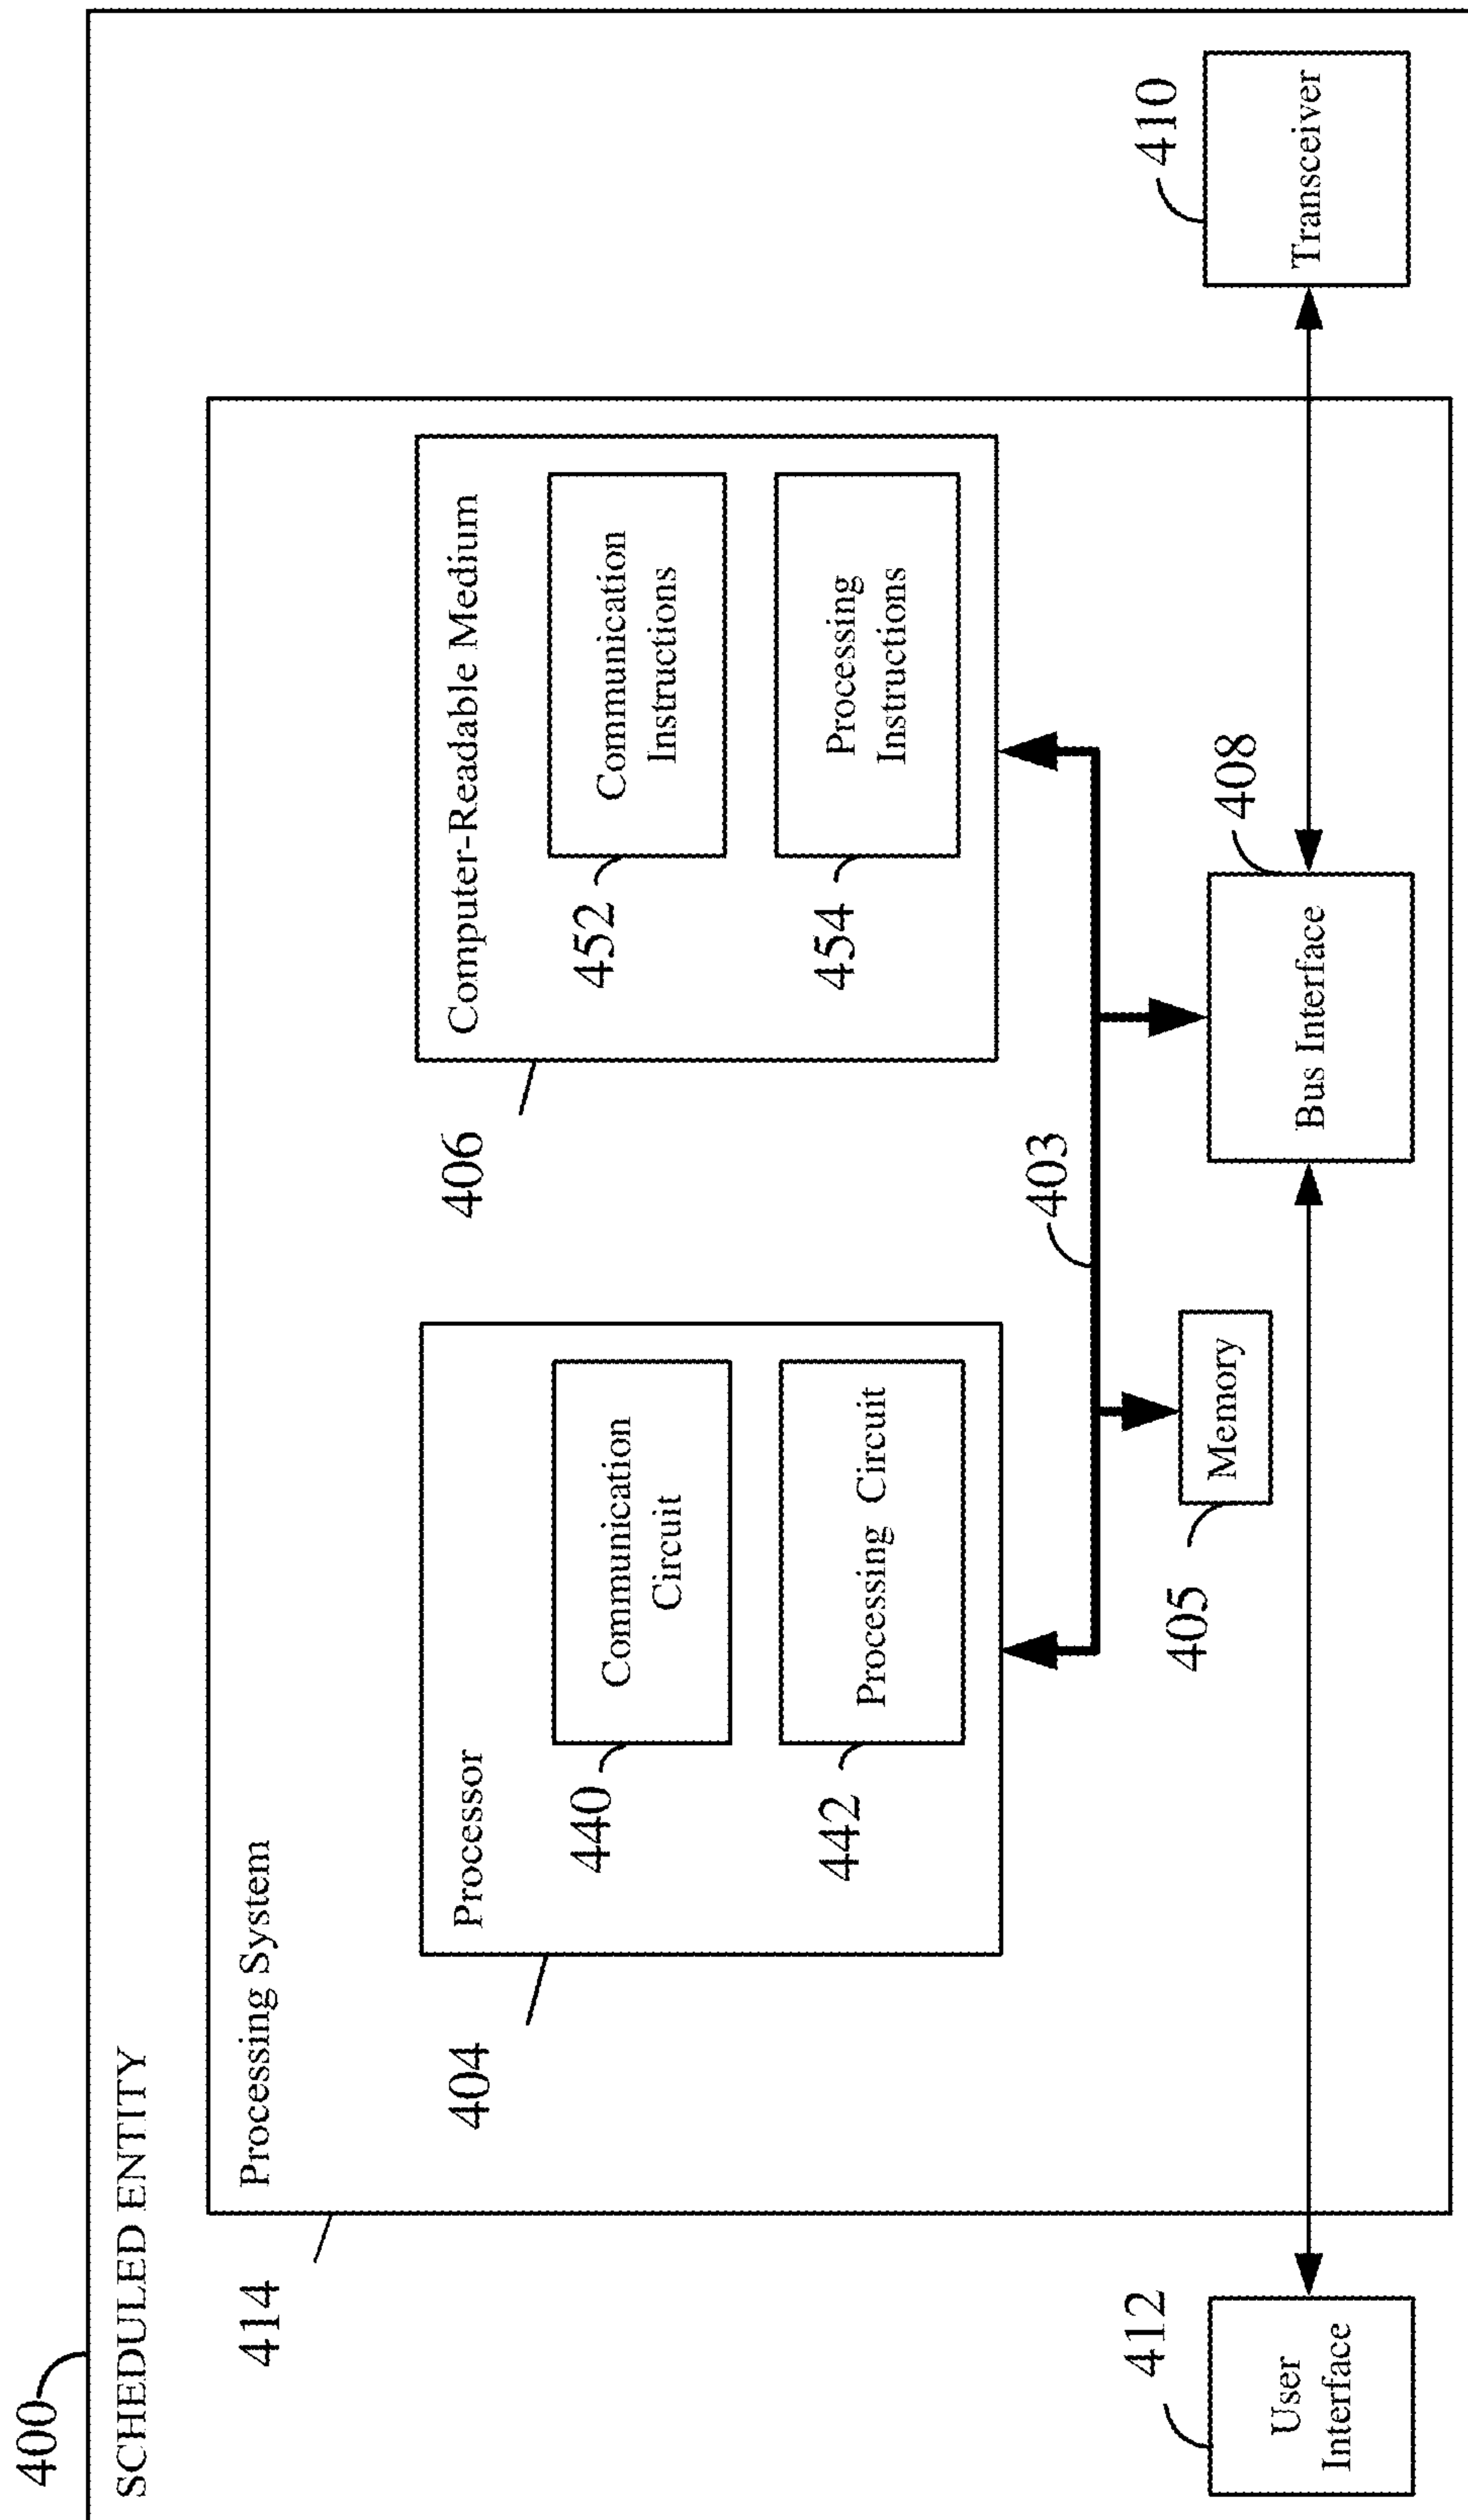 400
SCHEDULED ENTITY
414
Processing System
404
Processor
440
Communication
Circuit
442
Processing Circuit
406
Computer-Readable Medium
452
Communication
Instructions
454
Processing
Instructions
403
405
Memory
408
Bus Interface
412
User
Interface
410
Transceiver